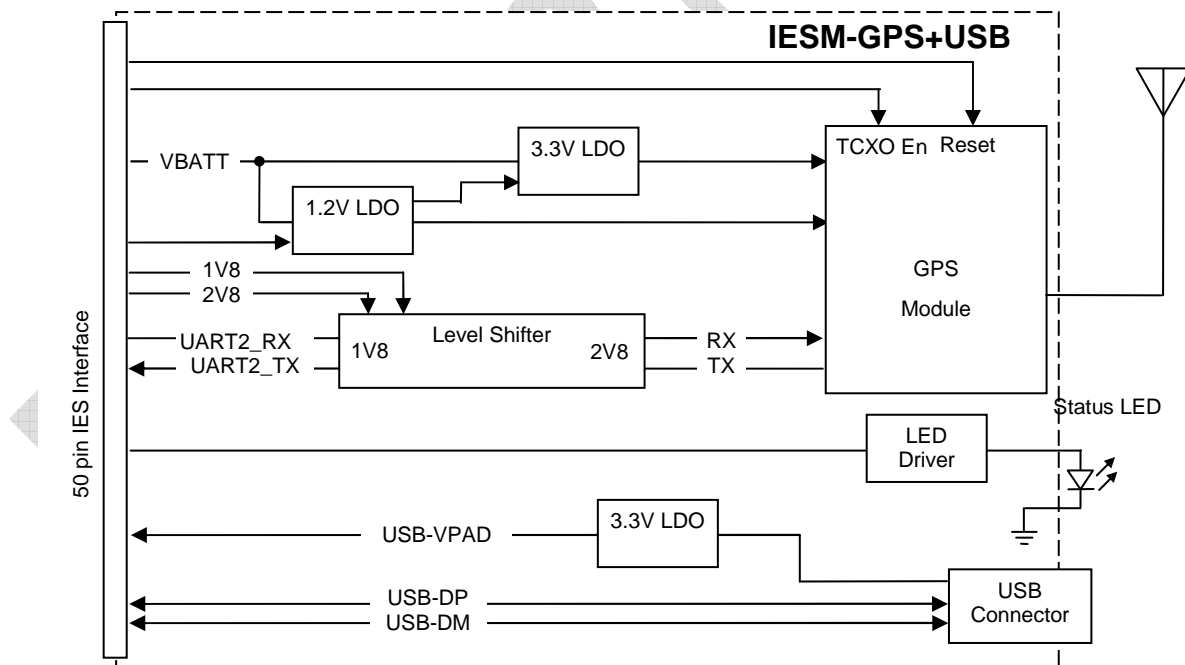 IESM-GPS+USB
TCXO En Reset
3.3V LDO
VBATT
1.2V LDO
GPS
Module
1V8
2V8
Level Shifter
UART2_RX
UART2_TX
1V8
2V8
RX
TX
50 pin IES Interface
Status LED
LED
Driver
3.3V LDO
USB-VPAD
USB
Connector
USB-DP
USB-DM